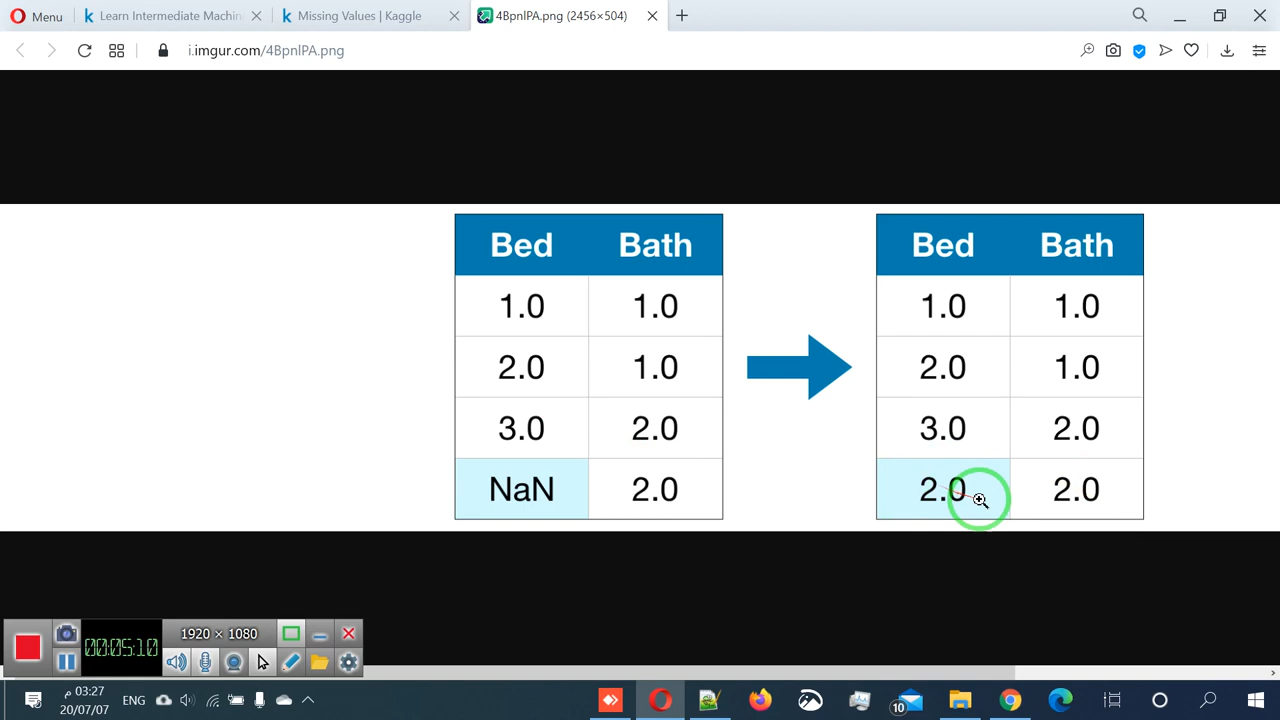 Menu
Learn Intermediate Machin
Missing Values | Kaggle
4BpnlPA.png (2456×504)
i.imgur.com/4BpnlPA.png
Bed Bath
1.0 1.0
2.0 1.0
3.0 2.0
NaN 2.0
Bed Bath
1.0 1.0
2.0 1.0
3.0 2.0
2.0 2.0
00:05:10
1920 × 1080
ENG
03:27 م
20/07/07
10